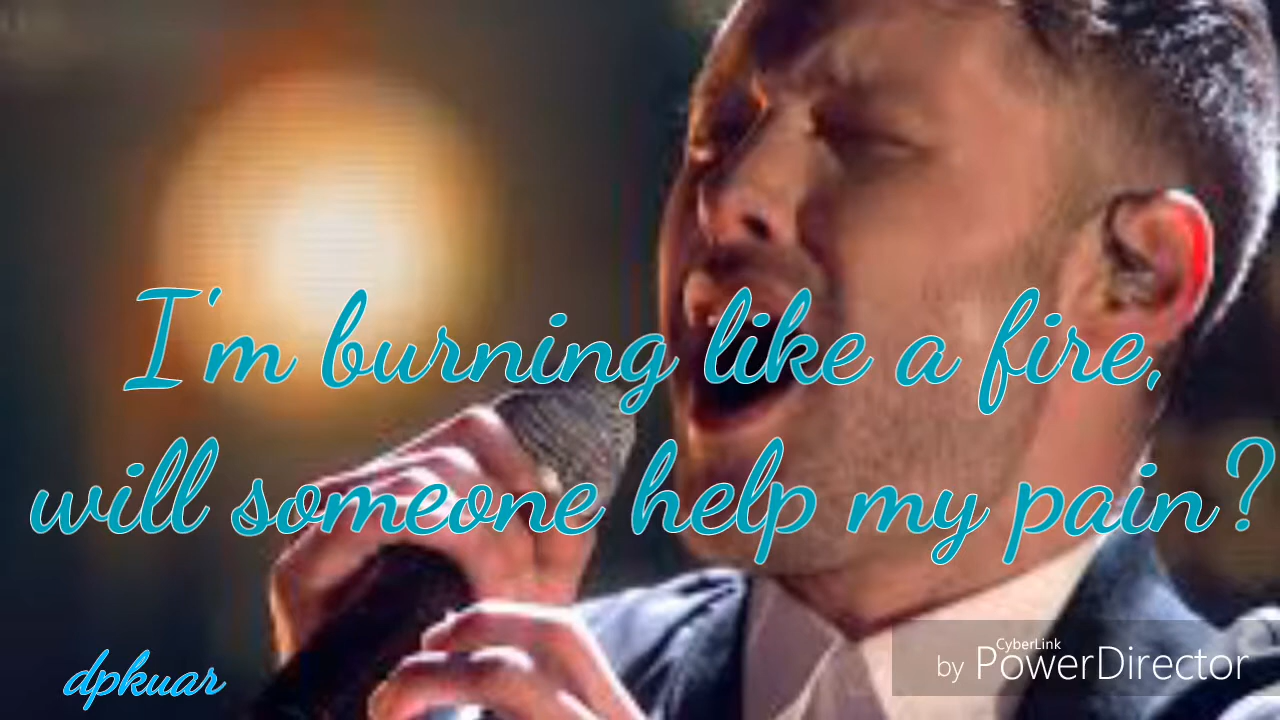 I'm burning like a fire,
will someone help my pain?
dpkuar
CyberLink
by PowerDirector